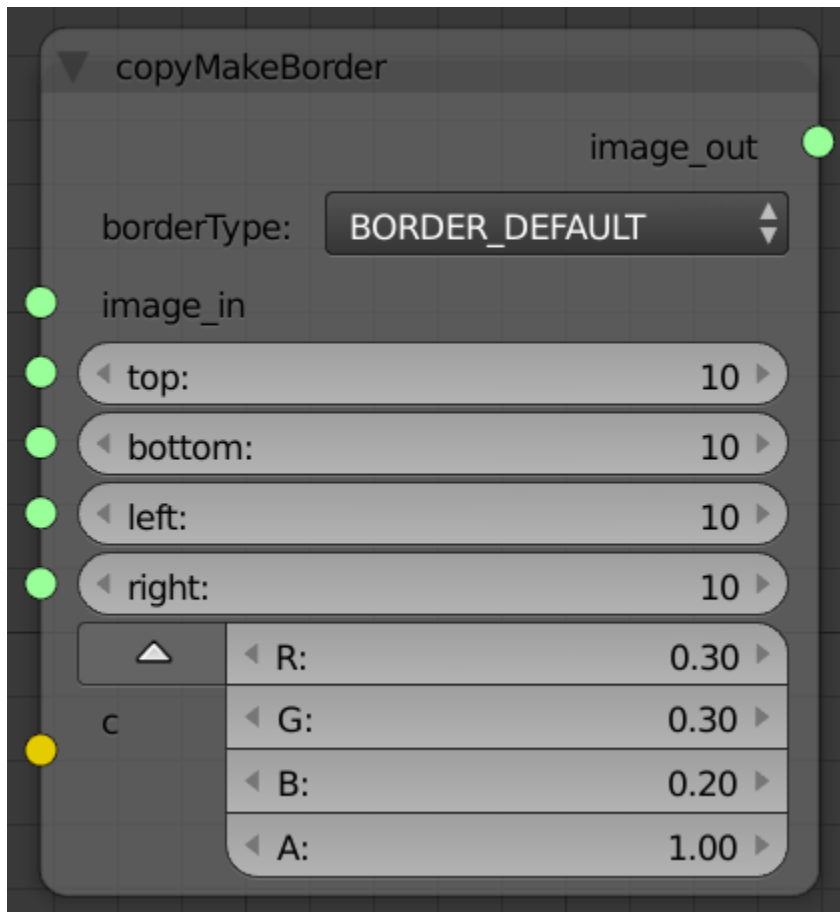 copyMakeBorder
image_out
borderType: BORDER_DEFAULT
image_in
top: 10
bottom: 10
left: 10
right: 10
R: 0.30
c G: 0.30
B: 0.20
A: 1.00